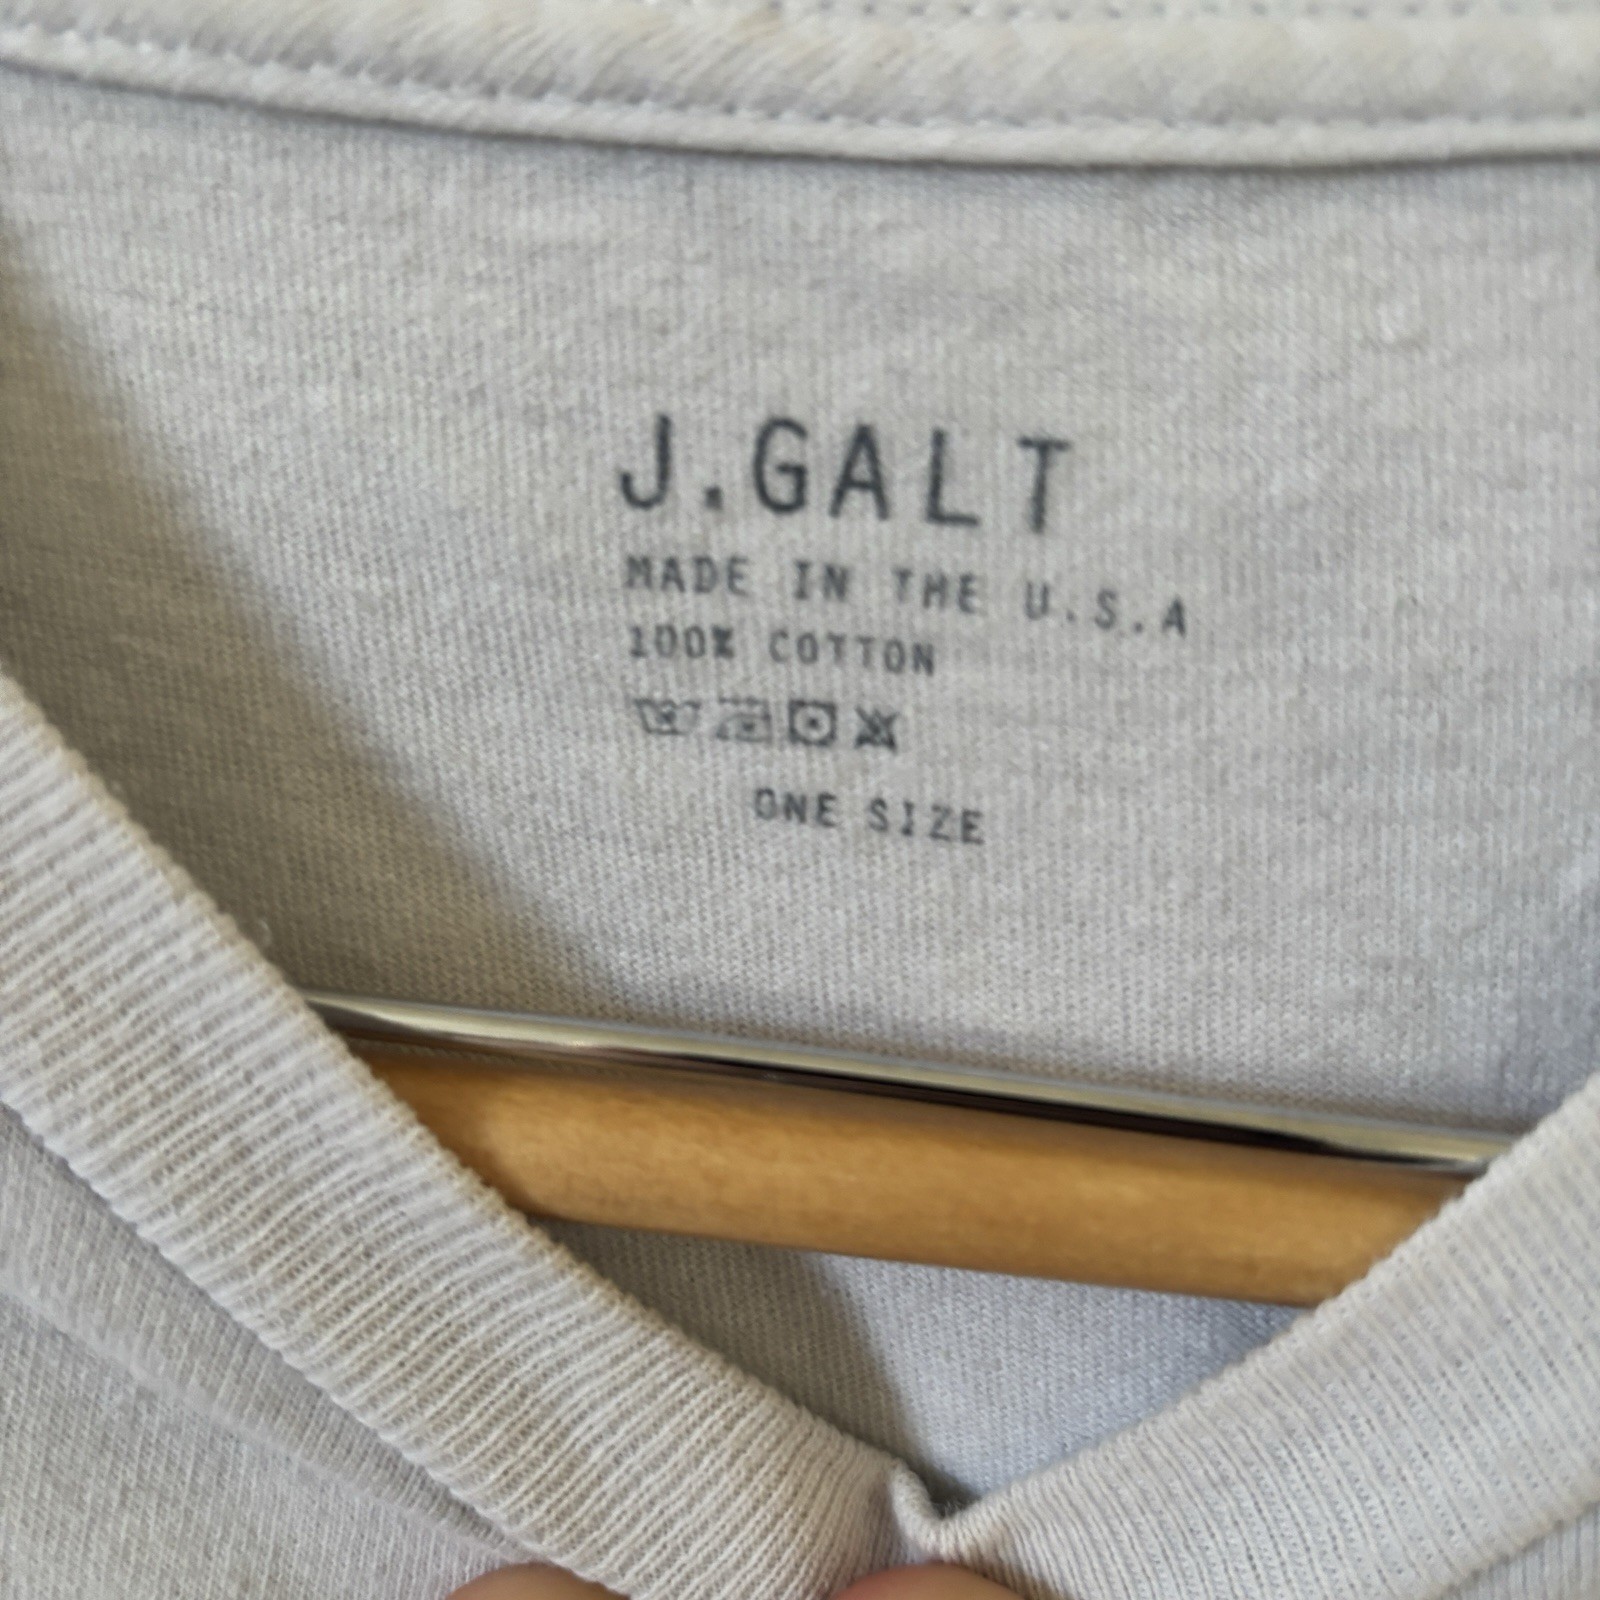 J.GALT
MADE IN THE U.S.A
100% COTTON
ONE SIZE